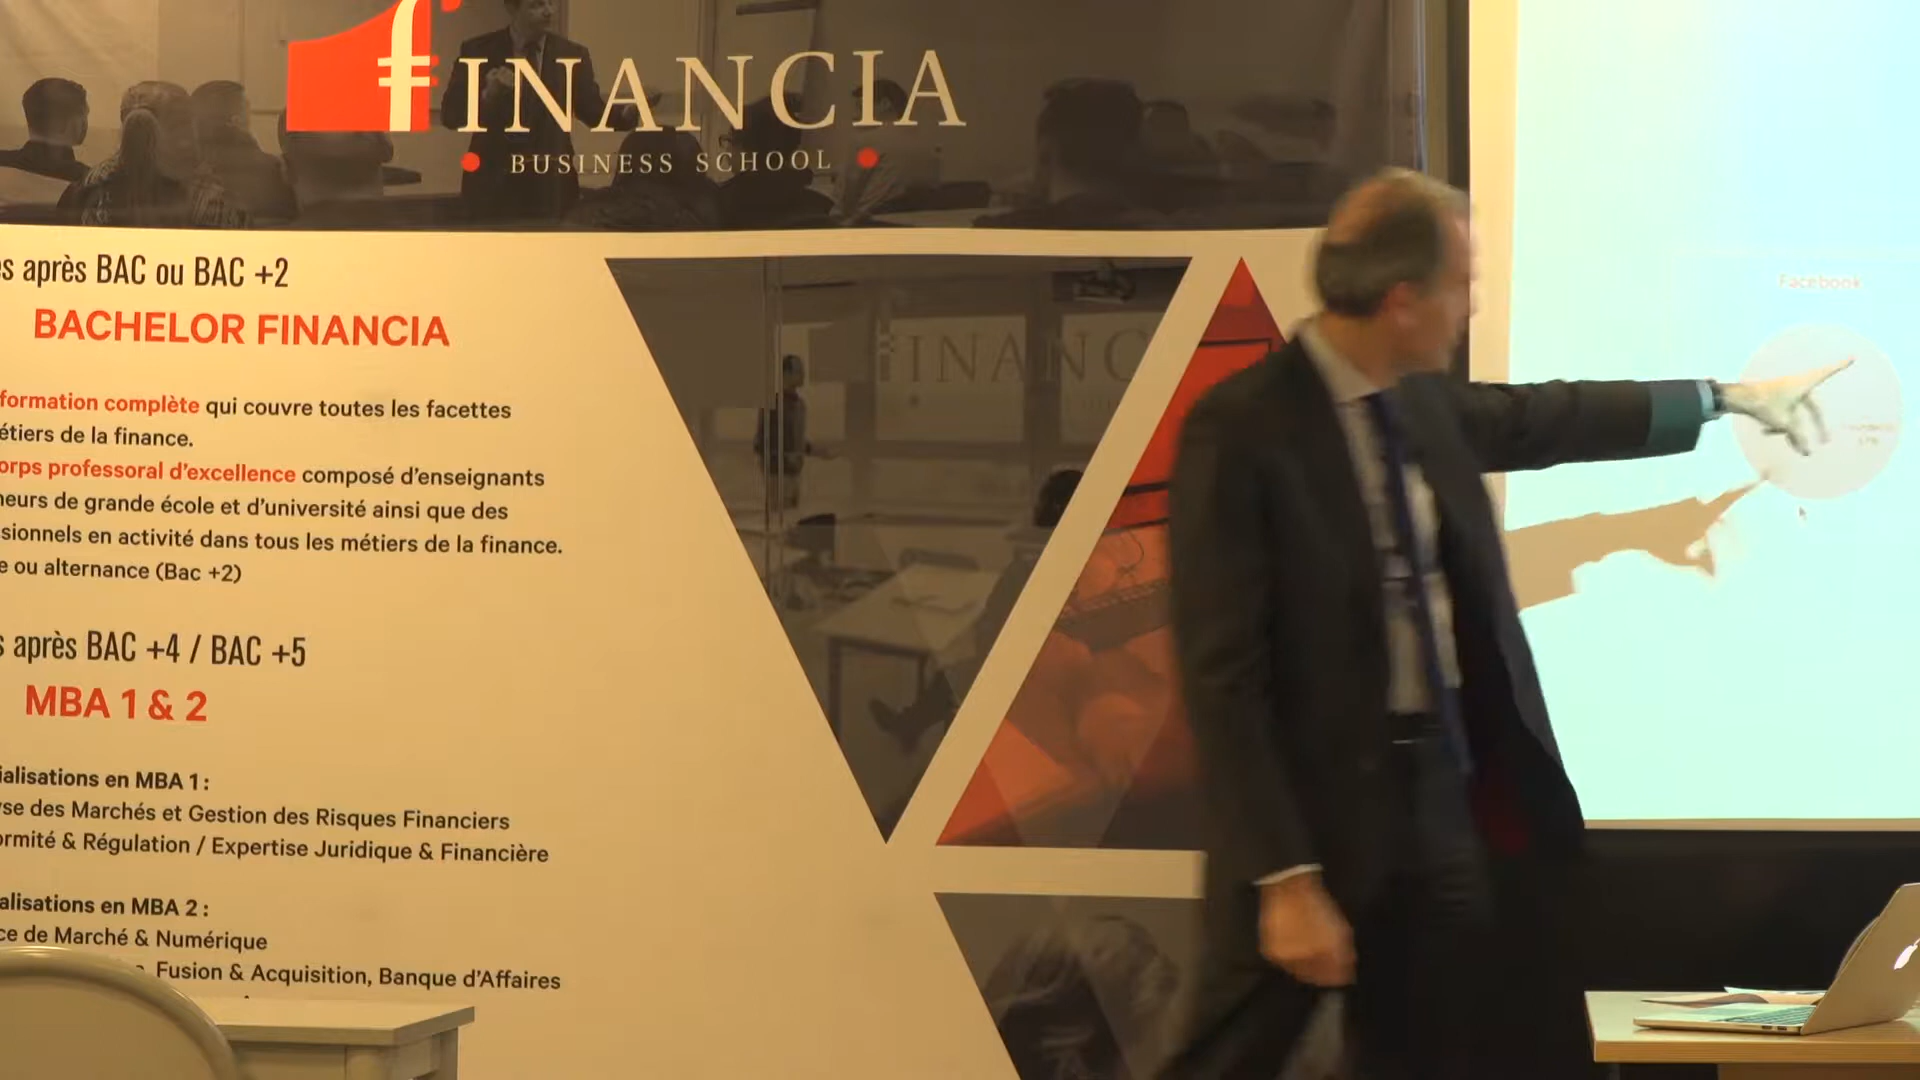 fINANCIA
• BUSINESS SCHOOL •
s après BAC ou BAC +2
BACHELOR FINANCIA
formation complète qui couvre toutes les facettes
étiers de la finance.
orps professoral d'excellence composé d'enseignants
neurs de grande école et d'université ainsi que des
sionnels en activité dans tous les métiers de la finance.
e ou alternance (Bac +2)
s après BAC +4 / BAC +5
MBA 1 & 2
ialisations en MBA 1 :
yse des Marchés et Gestion des Risques Financiers
ormité & Régulation / Expertise Juridique & Financière
alisations en MBA 2 :
ce de Marché & Numérique
Fusion & Acquisition, Banque d'Affaires
FINANC
Facebook